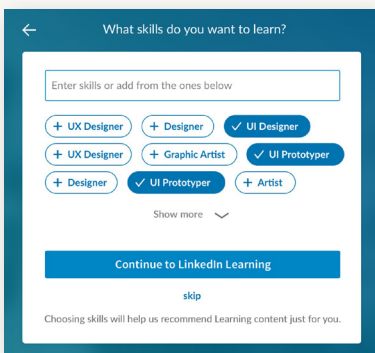 What skills do you want to learn?
Enter skills or add from the ones below
+ UX Designer + Designer ✓ UI Designer
+ UX Designer + Graphic Artist ✓ UI Prototyper
+ Designer ✓ UI Prototyper + Artist
Show more
Continue to LinkedIn Learning
skip
Choosing skills will help us recommend Learning content just for you.